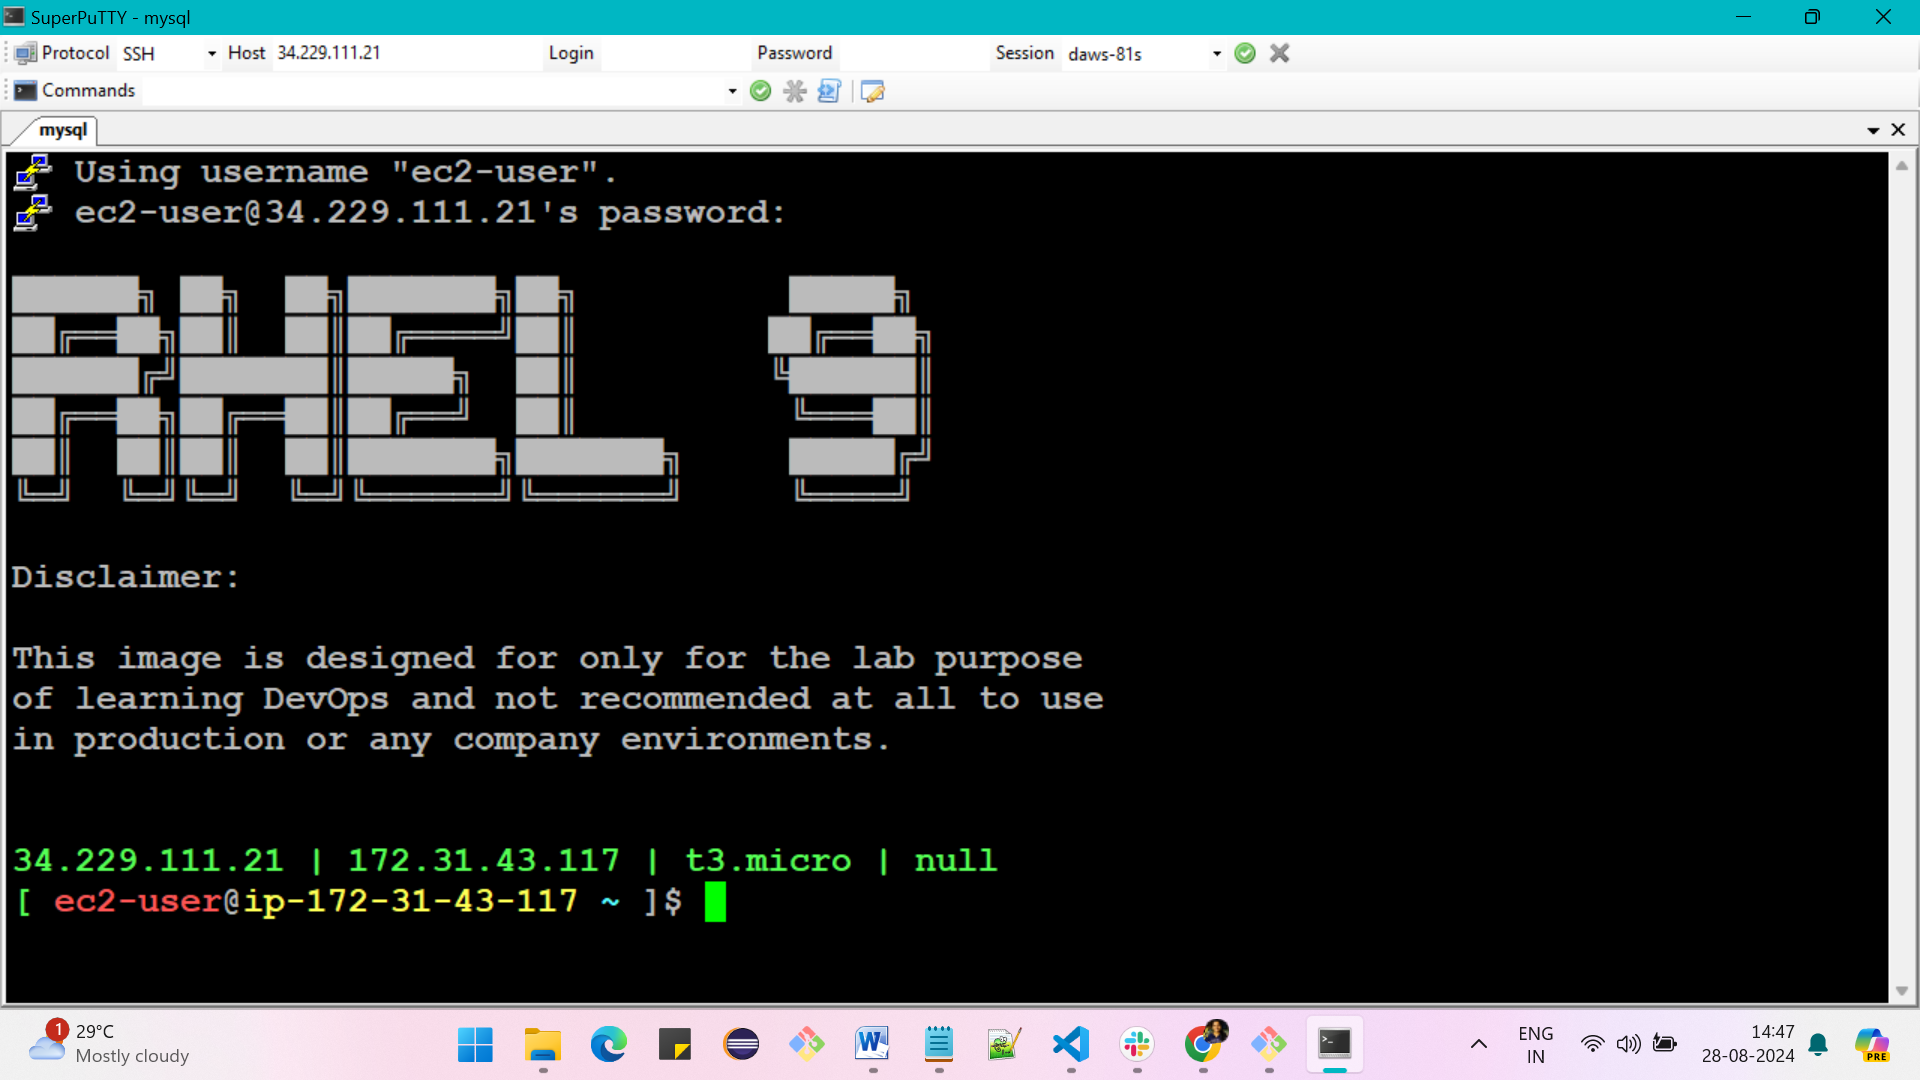 SuperPuTTY - mysql
Protocol SSH Host 34.229.111.21 Login Password Session daws-81s
Commands
mysql
Using username "ec2-user".
ec2-user@34.229.111.21's password:
RHEL 9
Disclaimer:
This image is designed for only for the lab purpose
of learning DevOps and not recommended at all to use
in production or any company environments.
34.229.111.21 | 172.31.43.117 | t3.micro | null
[ ec2-user@ip-172-31-43-117 ~ ]$
1 29°C
Mostly cloudy
ENG
IN
14:47
28-08-2024
PRE